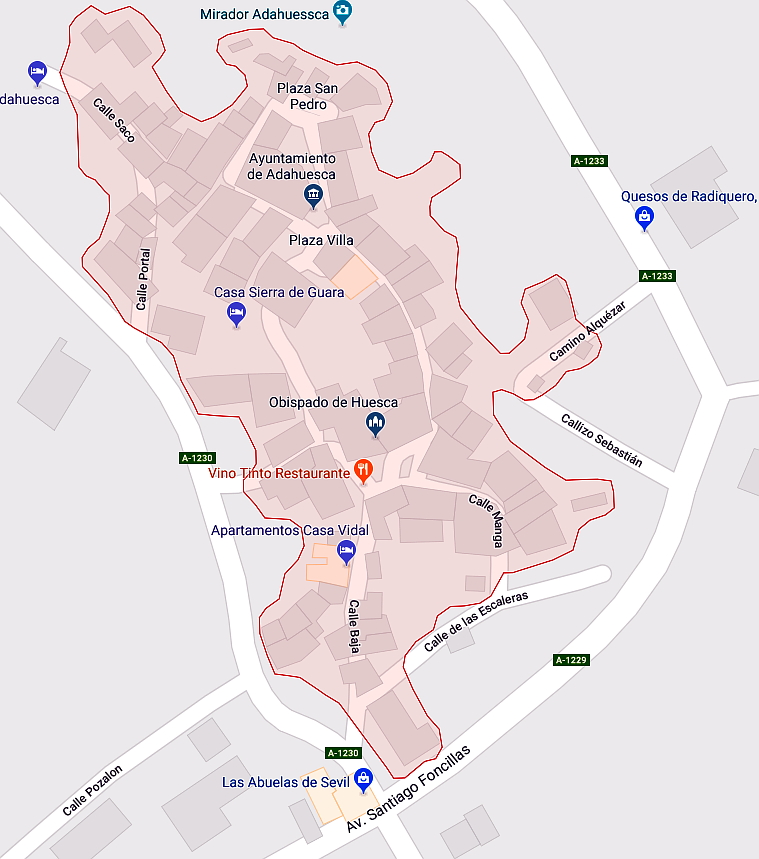 Mirador Adahuessca
dahuesca
Plaza San
Pedro
Calle Saco
Ayuntamiento
de Adahuesca
A-1233
Quesos de Radiquero,
Plaza Villa
Calle Portal
A-1233
Casa Sierra de Guara
Camino Alquézar
Obispado de Huesca
Callizo Sebastián
A-1230
Vino Tinto Restaurante
Calle Manga
Apartamentos Casa Vidal
Calle de las Escaleras
Calle Baja
A-1229
A-1230
Las Abuelas de Sevil
Calle Pozalon
Av. Santiago Foncillas